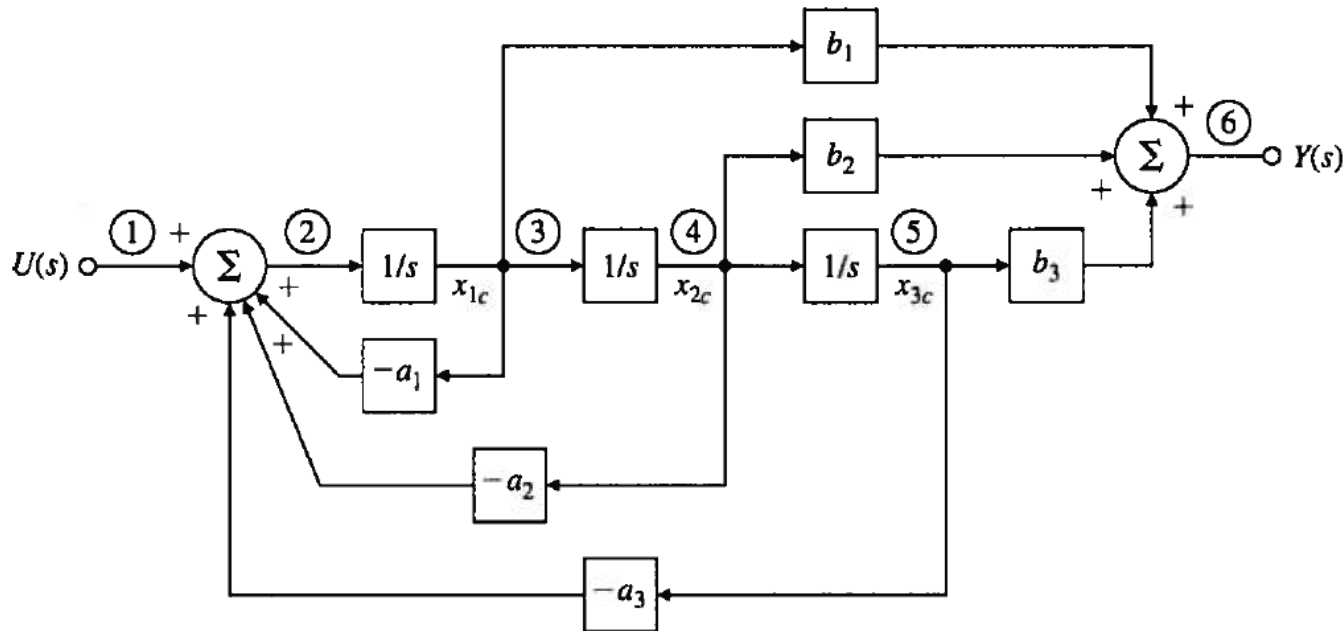 b₁
+
⑥
b₂
Σ
Y(s)
+
+
① + ② ③ ④ ⑤
U(s) Σ 1/s 1/s 1/s b₃
x₁c x₂c x₃c
+ + +
−a₁
−a₂
−a₃